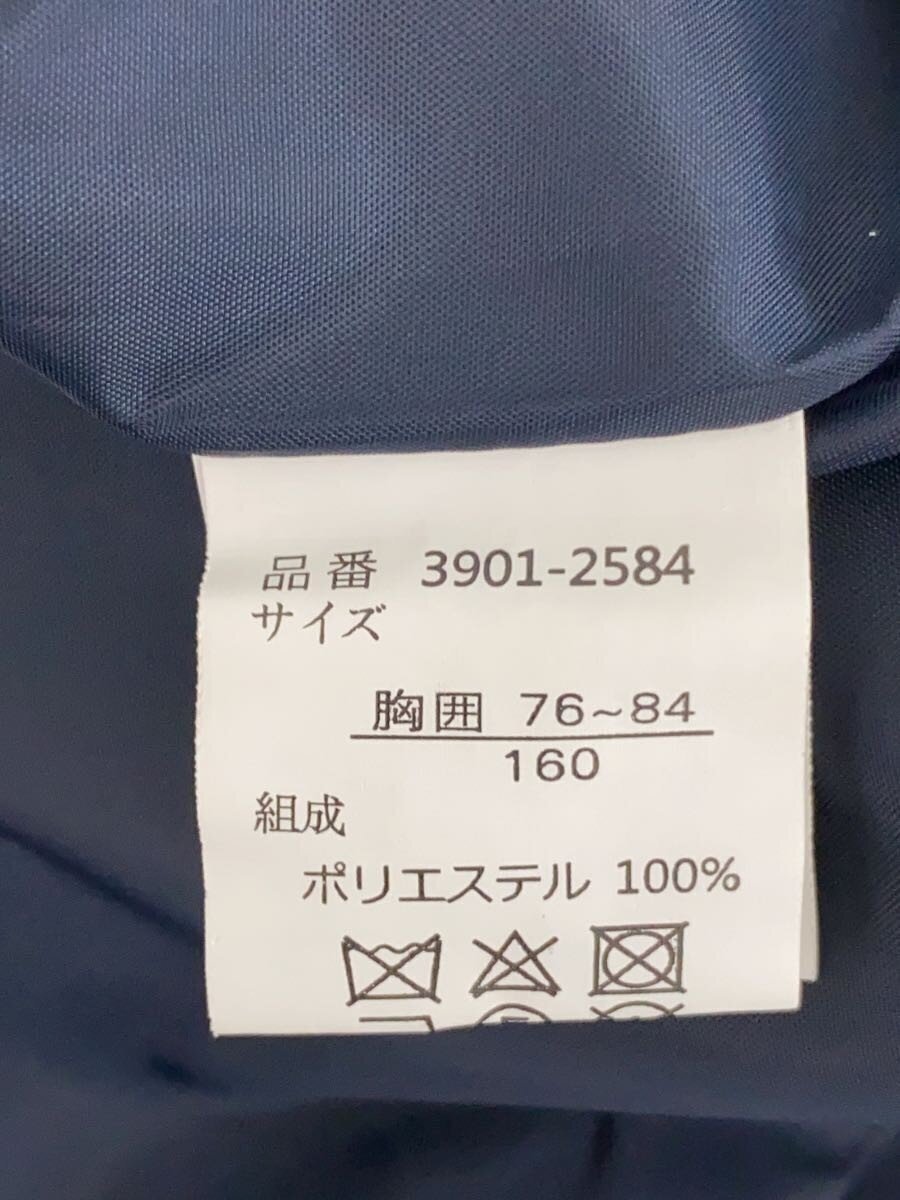 品番 3901-2584
サイズ
胸囲 76~84
160
組成
ポリエステル 100%